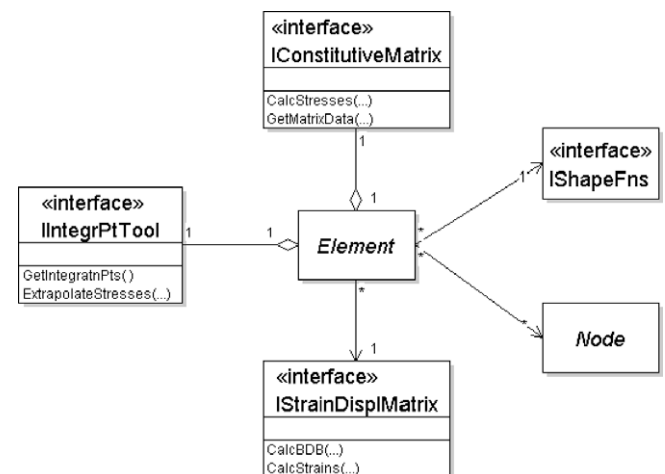 «interface»
IConstitutiveMatrix
CalcStresses(...)
GetMatrixData(...)
1
1
«interface»
IShapeFns
1
*
«interface»
IIntegrPtTool
GetIntegratnPts()
ExtrapolateStresses(...)
1
1
Element
*
*
Node
*
1
«interface»
IStrainDisplMatrix
CalcBDB(...)
CalcStrains(...)